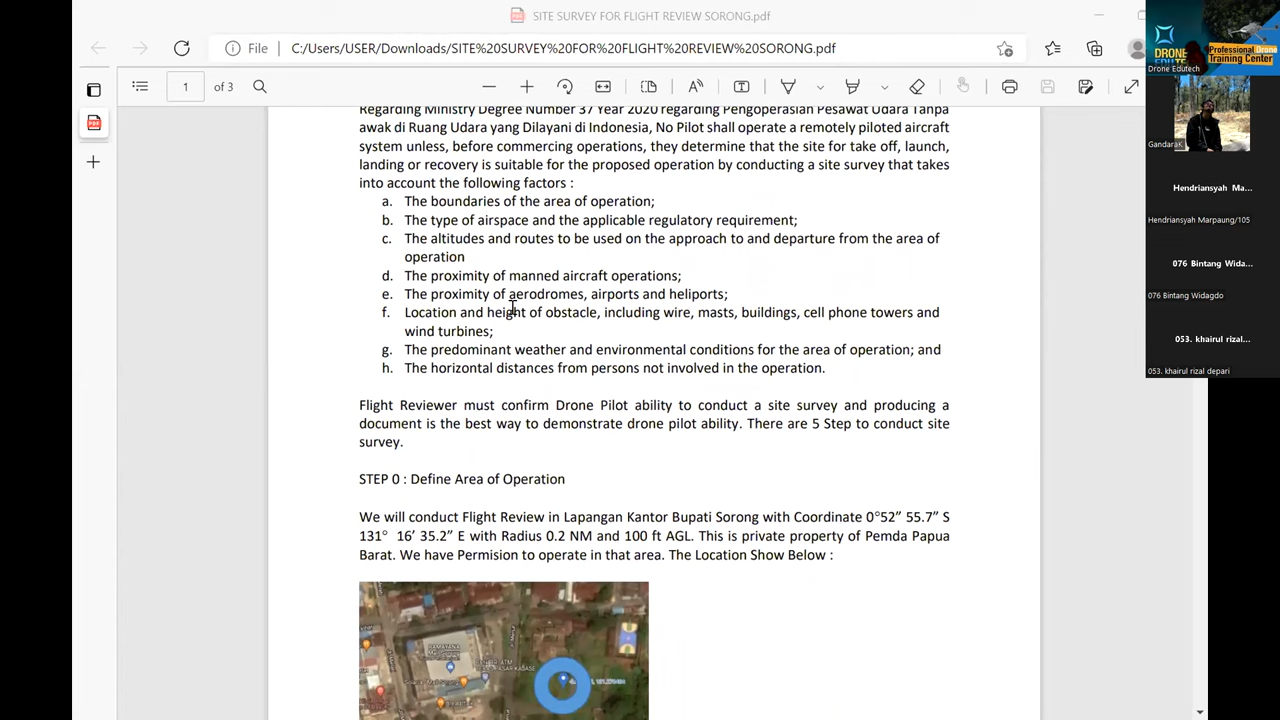 SITE SURVEY FOR FLIGHT REVIEW SORONG.pdf
File
C:/Users/USER/Downloads/SITE%20SURVEY%20FOR%20FLIGHT%20REVIEW%20SORONG.pdf
1 of 3
Regarding Ministry Degree Number 37 Year 2020 regarding Pengoperasian Pesawat Udara Tanpa
awak di Ruang Udara yang Dilayani di Indonesia, No Pilot shall operate a remotely piloted aircraft
system unless, before commercing operations, they determine that the site for take off, launch,
landing or recovery is suitable for the proposed operation by conducting a site survey that takes
into account the following factors :
a. The boundaries of the area of operation;
b. The type of airspace and the applicable regulatory requirement;
c. The altitudes and routes to be used on the approach to and departure from the area of
operation
d. The proximity of manned aircraft operations;
e. The proximity of aerodromes, airports and heliports;
f. Location and height of obstacle, including wire, masts, buildings, cell phone towers and
wind turbines;
g. The predominant weather and environmental conditions for the area of operation; and
h. The horizontal distances from persons not involved in the operation.
Flight Reviewer must confirm Drone Pilot ability to conduct a site survey and producing a
document is the best way to demonstrate drone pilot ability. There are 5 Step to conduct site
survey.
STEP 0 : Define Area of Operation
We will conduct Flight Review in Lapangan Kantor Bupati Sorong with Coordinate 0°52” 55.7” S
131° 16’ 35.2” E with Radius 0.2 NM and 100 ft AGL. This is private property of Pemda Papua
Barat. We have Permision to operate in that area. The Location Show Below :
RAMAYANA
DRONE
EDUTECH
Professional Drone
Training Center
Drone Edutech
GandaraK
Hendriansyah Ma...
Hendriansyah Marpaung/105
076 Bintang Wida...
076 Bintang Widagdo
053. khairul rizal...
053. khairul rizal depari